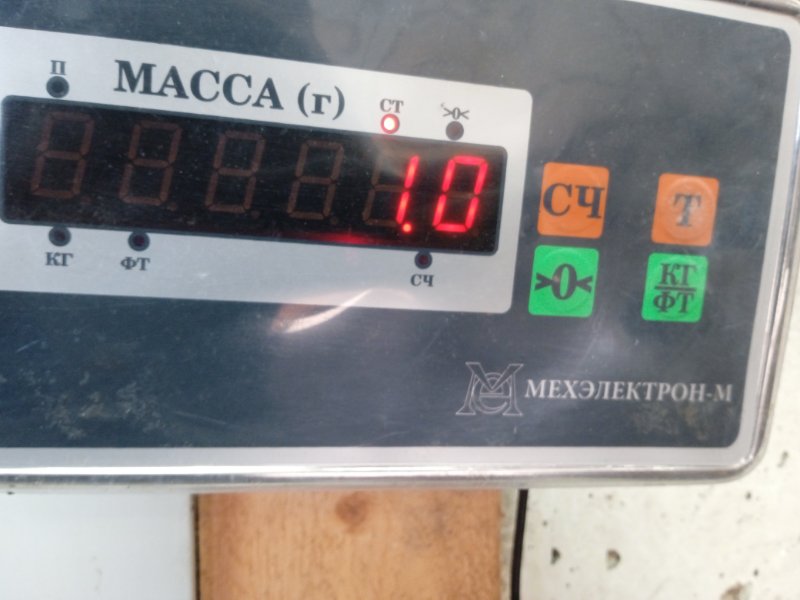 П
МАССА (г)
СТ
>0<
1.0
КГ
ФТ
СЧ
СЧ
Т
>0<
КГ
ФТ
МЕХЭЛЕКТРОН-М